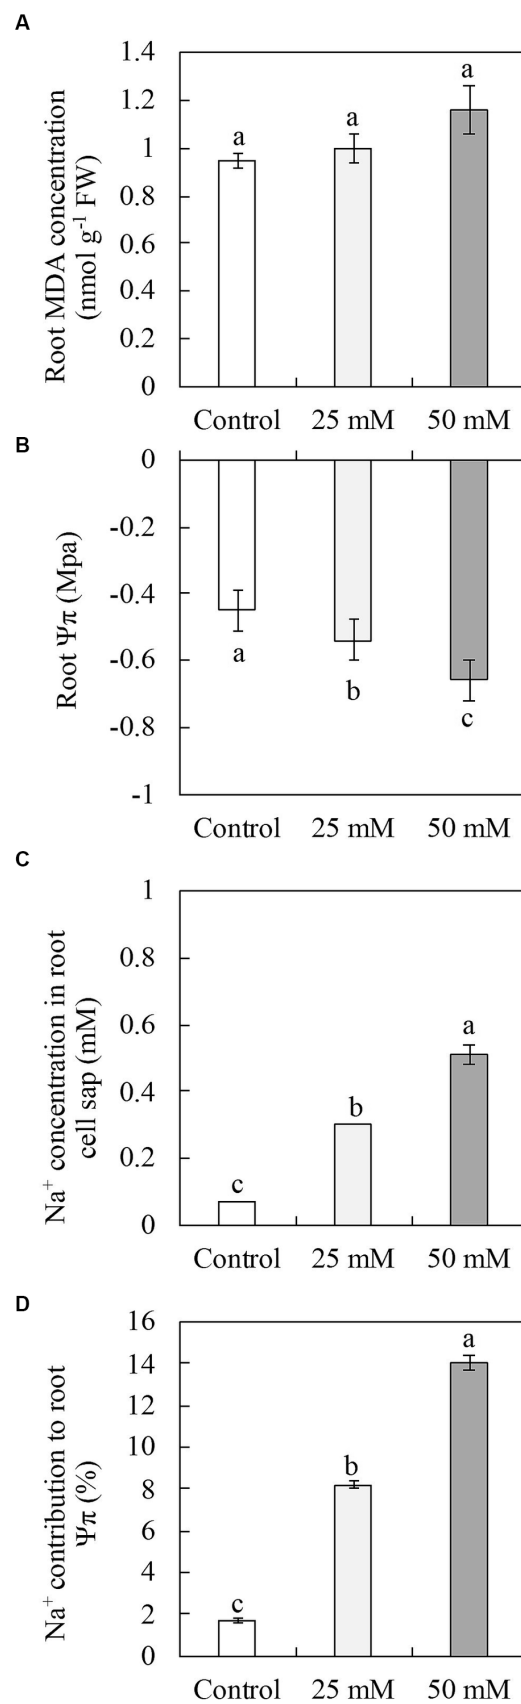 A
Root MDA concentration
(nmol g⁻¹ FW)
1.4
1.2
1
0.8
0.6
0.4
0.2
0
a
a
a
Control
25 mM
50 mM
B
Root Ψπ (Mpa)
0
-0.2
-0.4
-0.6
-0.8
-1
a
b
c
Control
25 mM
50 mM
C
Na⁺ concentration in root
cell sap (mM)
1
0.8
0.6
0.4
0.2
0
c
b
a
Control
25 mM
50 mM
D
Na⁺ contribution to root
Ψπ (%)
16
14
12
10
8
6
4
2
0
c
b
a
Control
25 mM
50 mM